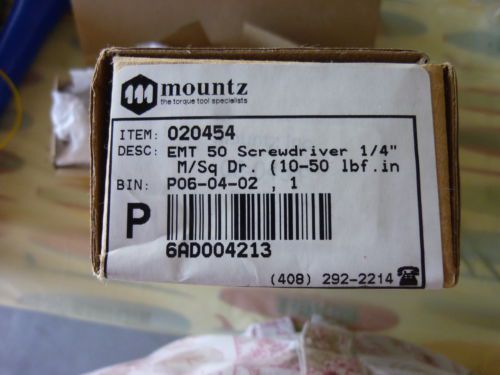 mountz
the torque tool specialists
ITEM: 020454
DESC: EMT 50 Screwdriver 1/4"
M/Sq Dr. (10-50 lbf.in
BIN: P06-04-02 , 1
P
6AD004213
(408) 292-2214